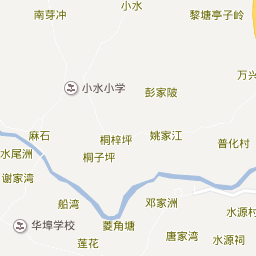 小水
南芽冲
黎塘亭子岭
万兴
小水小学
彭家陂
麻石
桐梓坪
姚家江
普化村
水尾洲
桐子坪
谢家湾
船湾
邓家洲
水源村
华埠学校
菱角塘
莲花
唐家湾
水源祠